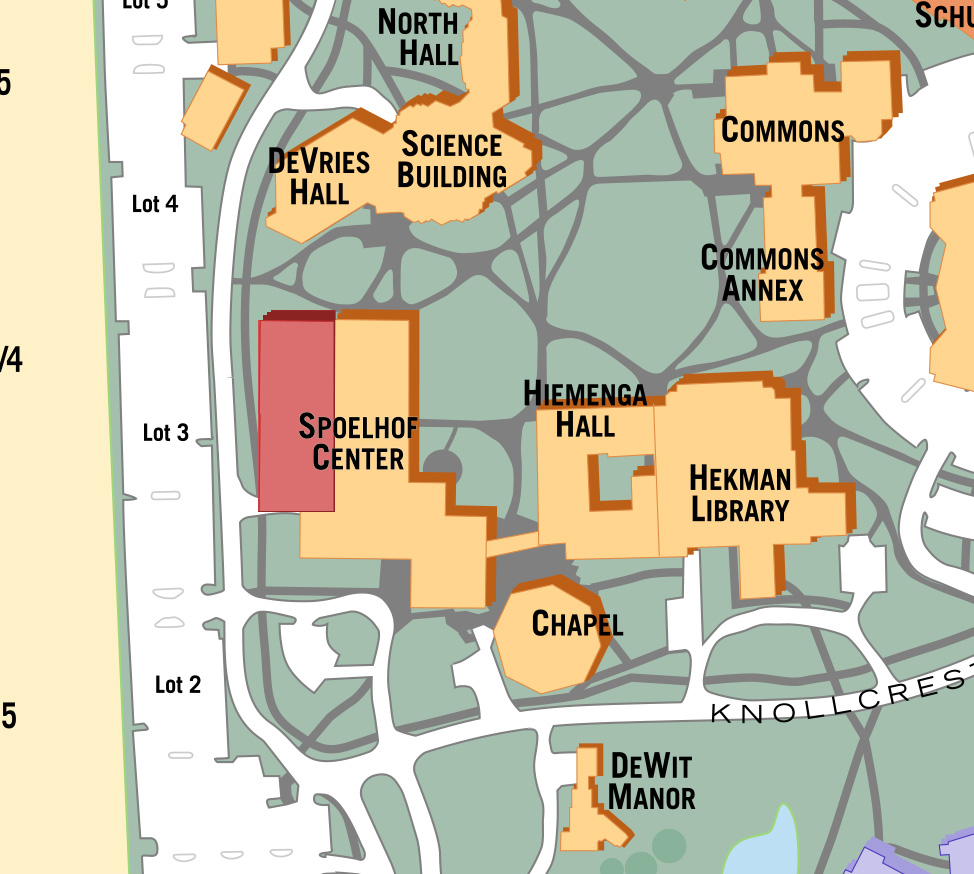 Lot 5
NORTH
HALL
5
COMMONS
SCIENCE
BUILDING
DEVRIES
HALL
Lot 4
COMMONS
ANNEX
/4
HIEMENGA
HALL
Lot 3
SPOELHOF
CENTER
HEKMAN
LIBRARY
CHAPEL
Lot 2
5
KNOLLCREST
DEWIT
MANOR